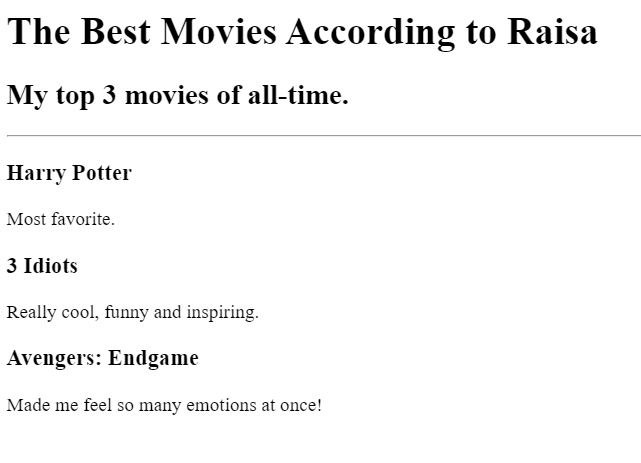 The Best Movies According to Raisa
My top 3 movies of all-time.
Harry Potter
Most favorite.
3 Idiots
Really cool, funny and inspiring.
Avengers: Endgame
Made me feel so many emotions at once!